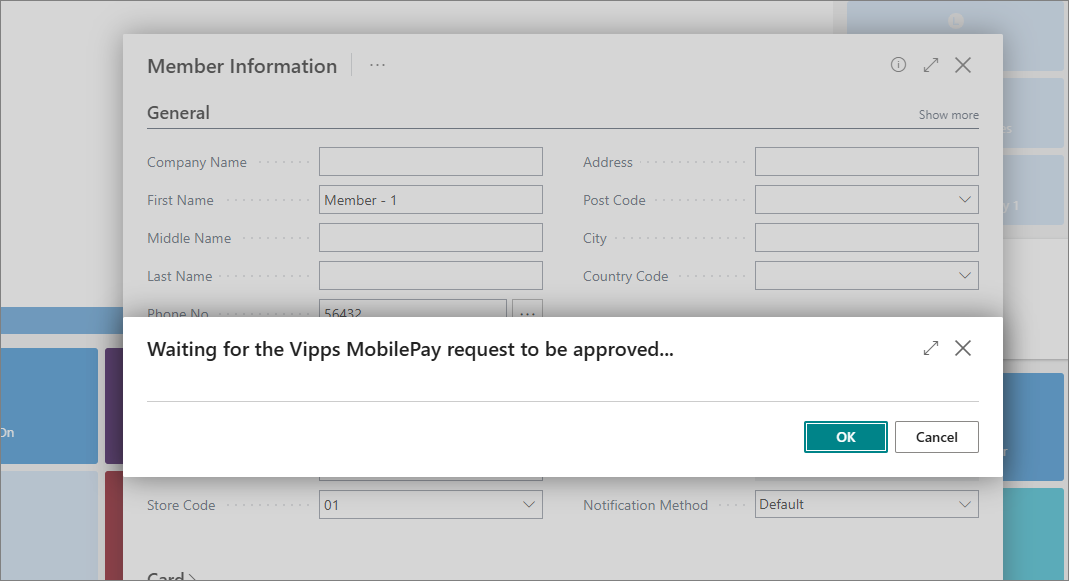 L
Member Information
General
Show more
Company Name
Address
First Name
Member - 1
Post Code
y 1
Middle Name
City
Last Name
Country Code
Phone No.
56432
Waiting for the Vipps MobilePay request to be approved...
On
OK
Cancel
Store Code
01
Notification Method
Default
Card